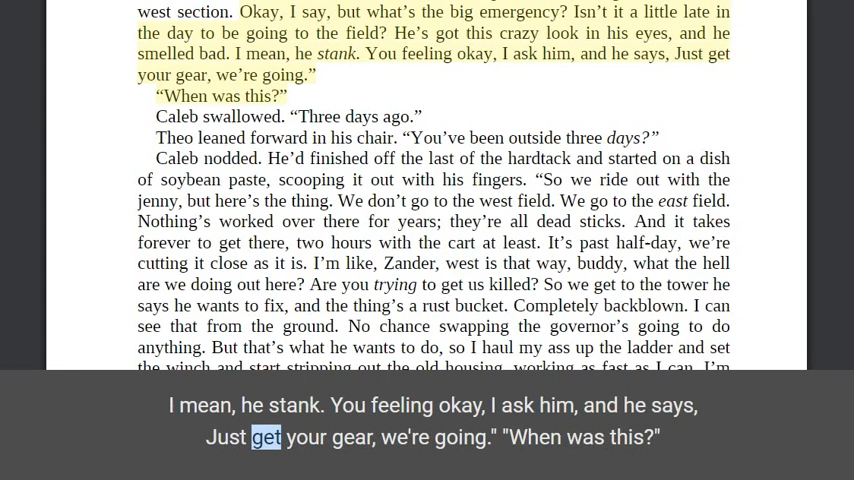 west section. Okay, I say, but what’s the big emergency? Isn’t it a little late in
the day to be going to the field? He’s got this crazy look in his eyes, and he
smelled bad. I mean, he stank. You feeling okay, I ask him, and he says, Just get
your gear, we’re going.”
“When was this?”
Caleb swallowed. “Three days ago.”
Theo leaned forward in his chair. “You’ve been outside three days?”
Caleb nodded. He’d finished off the last of the hardtack and started on a dish
of soybean paste, scooping it out with his fingers. “So we ride out with the
jenny, but here’s the thing. We don’t go to the west field. We go to the east field.
Nothing’s worked over there for years; they’re all dead sticks. And it takes
forever to get there, two hours with the cart at least. It’s past half-day, we’re
cutting it close as it is. I’m like, Zander, west is that way, buddy, what the hell
are we doing out here? Are you trying to get us killed? So we get to the tower he
says he wants to fix, and the thing’s a rust bucket. Completely backblown. I can
see that from the ground. No chance swapping the governor’s going to do
anything. But that’s what he wants to do, so I haul my ass up the ladder and set
the winch and start stripping out the old housing, working as fast as I can. I’m
I mean, he stank. You feeling okay, I ask him, and he says,
Just get your gear, we're going." "When was this?"